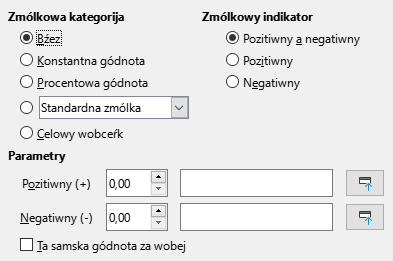 Zmólkowa kategorija
Zmólkowy indikator
Bźez
Pozitiwny a negatiwny
Konstantna gódnota
Pozitiwny
Procentowa gódnota
Negatiwny
Standardna zmólka
Celowy wobceŕk
Parametry
Pozitiwny (+)
0,00
Negatiwny (-)
0,00
Ta samska gódnota za wobej